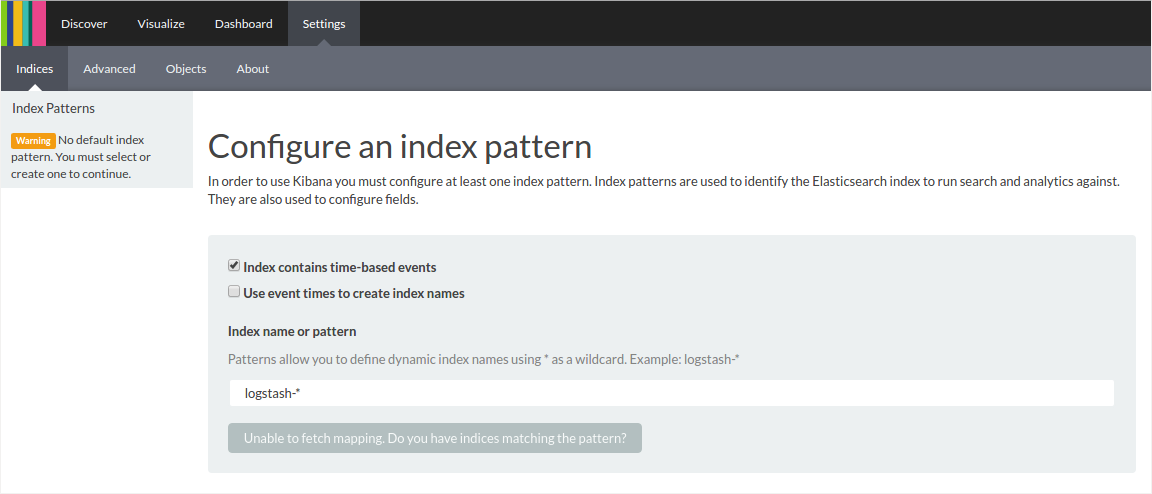 Discover Visualize Dashboard Settings
Indices Advanced Objects About
Index Patterns
Warning No default index
pattern. You must select or
create one to continue.
Configure an index pattern
In order to use Kibana you must configure at least one index pattern. Index patterns are used to identify the Elasticsearch index to run search and analytics against.
They are also used to configure fields.
Index contains time-based events
Use event times to create index names
Index name or pattern
Patterns allow you to define dynamic index names using * as a wildcard. Example: logstash-*
logstash-*
Unable to fetch mapping. Do you have indices matching the pattern?